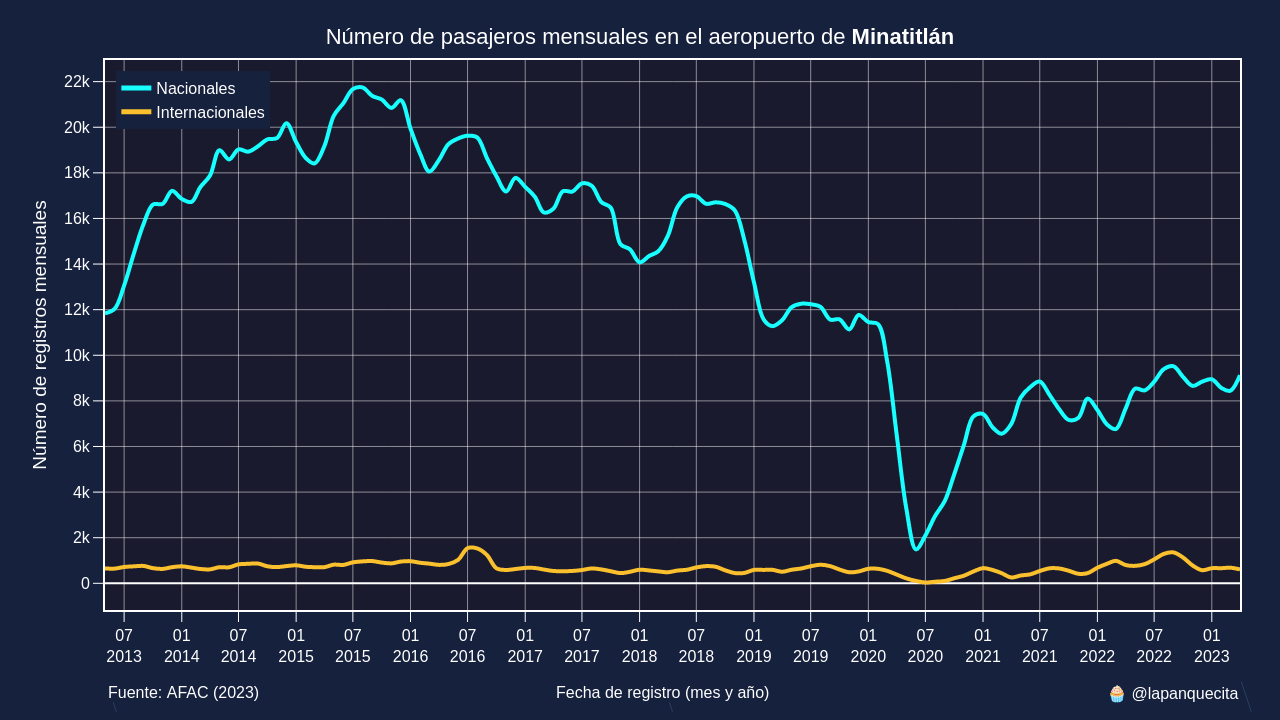 Número de pasajeros mensuales en el aeropuerto de Minatitlán
Nacionales
Internacionales
Número de registros mensuales
22k
20k
18k
16k
14k
12k
10k
8k
6k
4k
2k
0
07 01 07 01 07 01 07 01 07 01 07 01 07 01 07 01 07 01 07 01
2013 2014 2014 2015 2015 2016 2016 2017 2017 2018 2018 2019 2019 2020 2020 2021 2021 2022 2022 2023
Fuente: AFAC (2023)
Fecha de registro (mes y año)
🧁 @lapanquecita